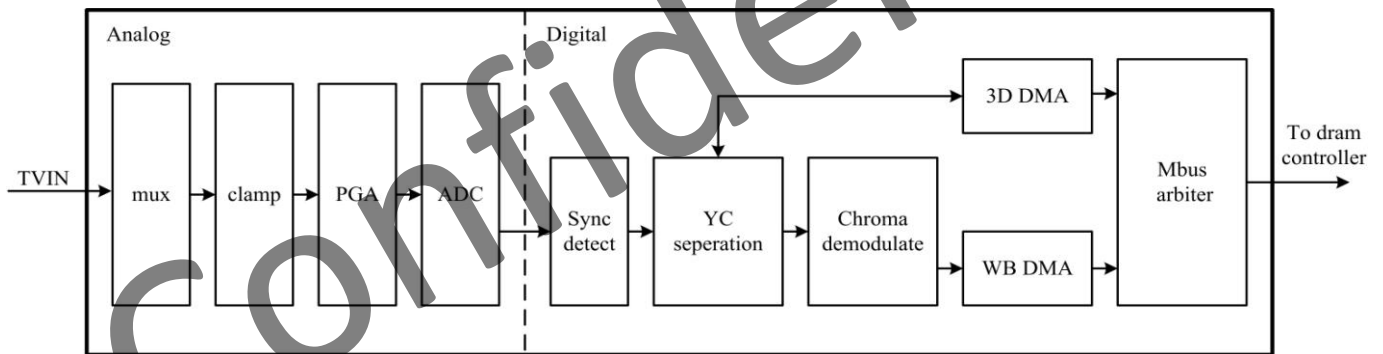 Analog
Digital
TVIN
mux
clamp
PGA
ADC
Sync
detect
YC
seperation
Chroma
demodulate
3D DMA
WB DMA
Mbus
arbiter
To dram
controller
Confiden